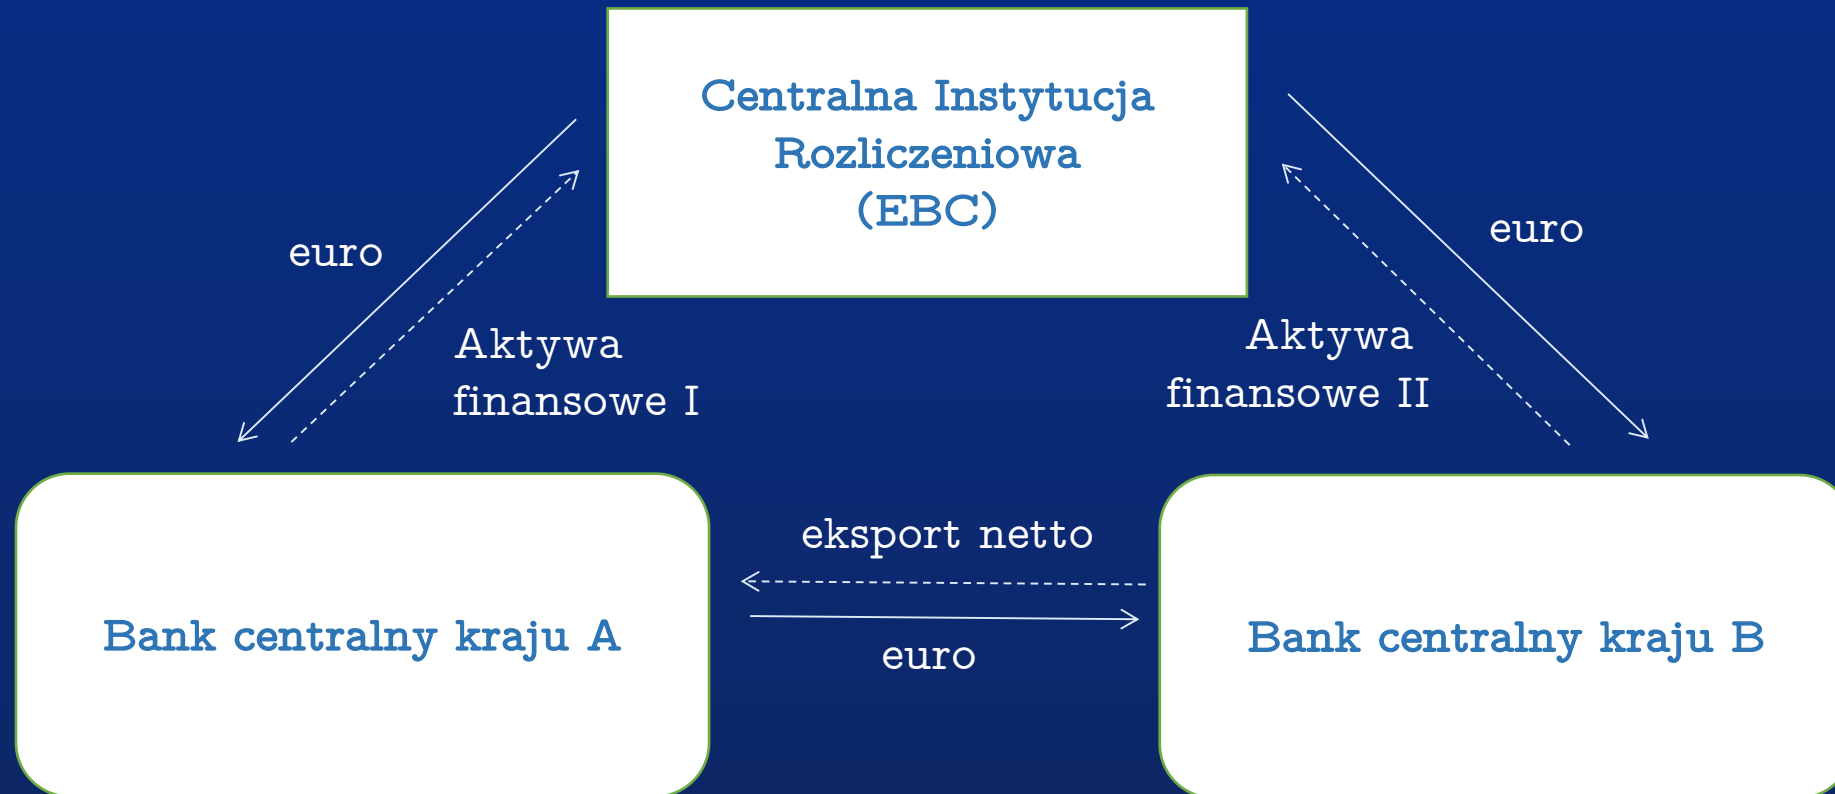 Centralna Instytucja
Rozliczeniowa
(EBC)
euro
euro
Aktywa
finansowe I
Aktywa
finansowe II
eksport netto
euro
Bank centralny kraju A
Bank centralny kraju B